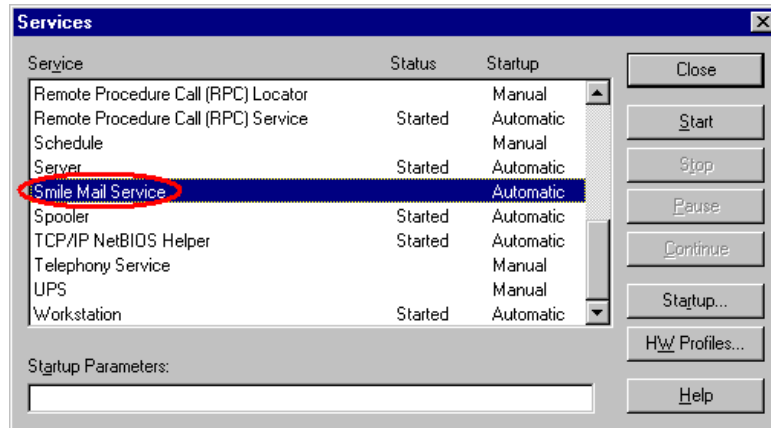 Services
Service Status Startup
Remote Procedure Call (RPC) Locator Manual
Remote Procedure Call (RPC) Service Started Automatic
Schedule Manual
Server Started Automatic
Smile Mail Service Automatic
Spooler Started Automatic
TCP/IP NetBIOS Helper Started Automatic
Telephony Service Manual
UPS Manual
Workstation Started Automatic
Startup Parameters:
Close
Start
Stop
Pause
Continue
Startup...
HW Profiles...
Help